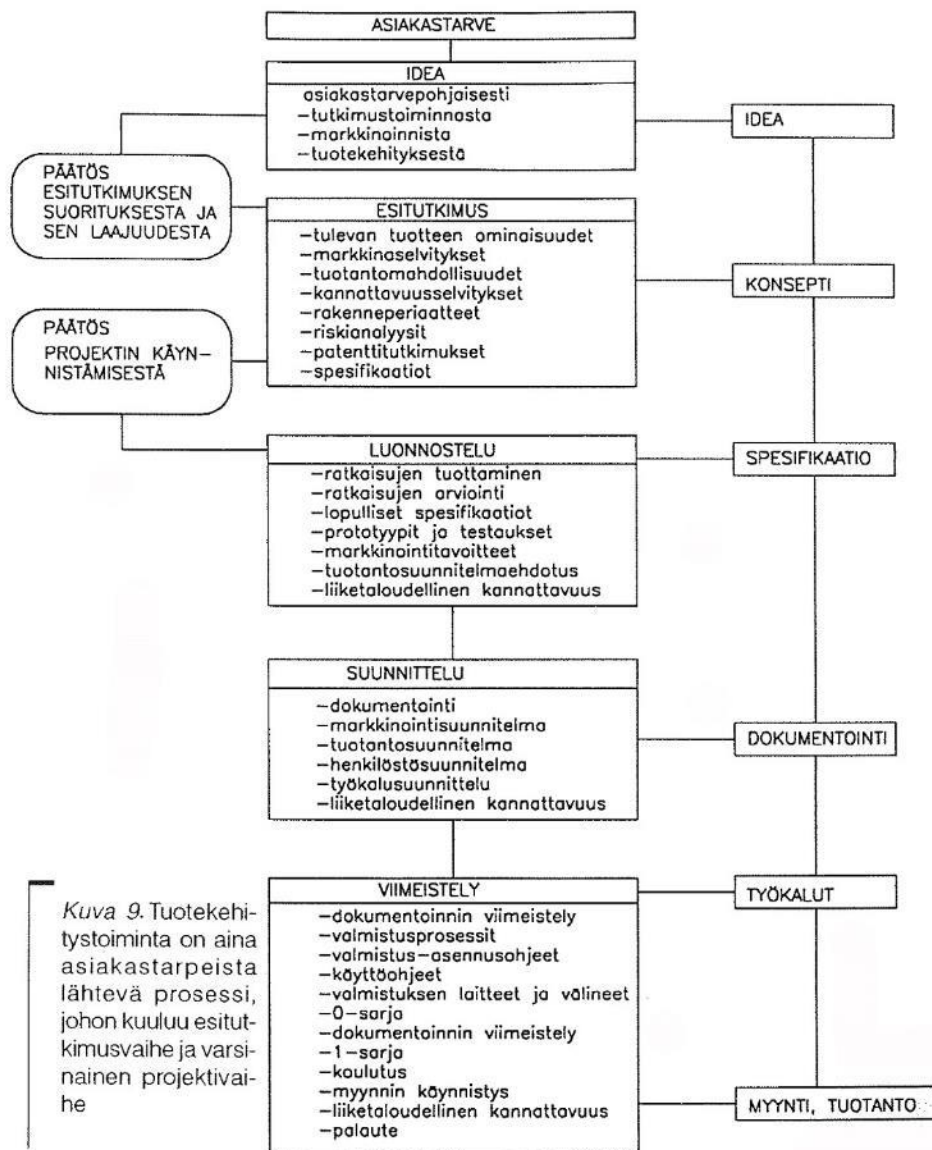 ASIAKASTARVE
IDEA
asiakastarvepohjaisesti
-tutkimustoiminnasta
-markkinoinnista
-tuotekehityksestä
IDEA
PÄÄTÖS
ESITUTKIMUKSEN
SUORITUKSESTA JA
SEN LAAJUUDESTA
ESITUTKIMUS
-tulevan tuotteen ominaisuudet
-markkinaselvitykset
-tuotantomahdollisuudet
-kannattavuusselvitykset
-rakenneperiaatteet
-riskianalyysit
-patenttitutkimukset
-spesifikaatiot
KONSEPTI
PÄÄTÖS
PROJEKTIN KÄYN-
NISTÄMISESTÄ
LUONNOSTELU
-ratkaisujen tuottaminen
-ratkaisujen arviointi
-lopulliset spesifikaatiot
-prototyypit ja testaukset
-markkinointitavoitteet
-tuotantosuunnitelmaehdotus
-liiketaloudellinen kannattavuus
SPESIFIKAATIO
SUUNNITTELU
-dokumentointi
-markkinointisuunnitelma
-tuotantosuunnitelma
-henkilöstösuunnitelma
-työkalusuunnittelu
-liiketaloudellinen kannattavuus
DOKUMENTOINTI
VIIMEISTELY
-dokumentoinnin viimeistely
-valmistusprosessit
-valmistus-asennusohjeet
-käyttöohjeet
-valmistuksen laitteet ja välineet
-0-sarja
-dokumentoinnin viimeistely
-1-sarja
-koulutus
-myynnin käynnistys
-liiketaloudellinen kannattavuus
-palaute
TYÖKALUT
MYYNTI, TUOTANTO
Kuva 9. Tuotekehi-
tystoiminta on aina
asiakastarpeista
lähtevä prosessi,
johon kuuluu esitut-
kimusvaihe ja varsi-
nainen projektivai-
he